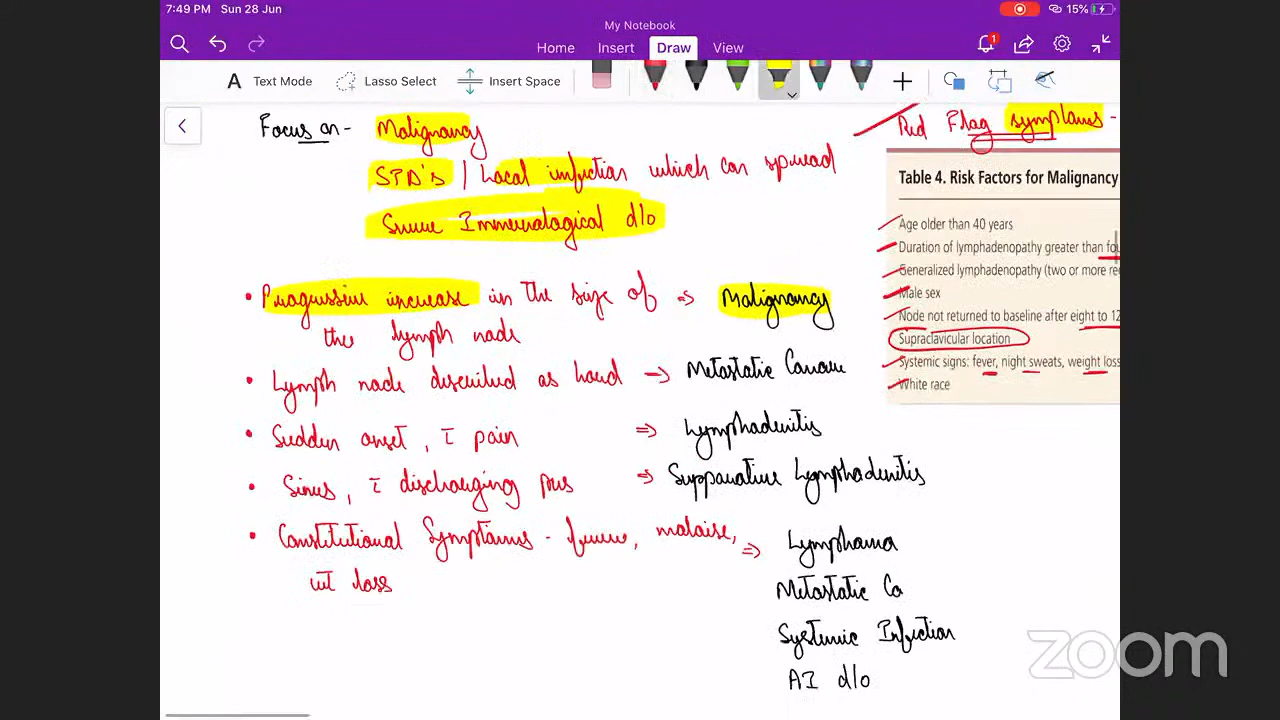 7:49 PM Sun 28 Jun
15%
My Notebook
Home Insert Draw View
1
Text Mode Lasso Select Insert Space
Focus on - Malignancy
STD's / Local infection which can spread
Immunological d/o
Red Flag symptoms -
Table 4. Risk Factors for Malignancy
Age older than 40 years
Duration of lymphadenopathy greater than fou
Generalized lymphadenopathy (two or more re
Male sex
Node not returned to baseline after eight to 12
Supraclavicular location
Systemic signs: fever, night sweats, weight loss
White race
• Progressive increase in the size of ⇒ Malignancy
the lymph node
• Lymph node described as hard → Metastatic Cancer
• Sudden onset, c̄ pain ⇒ Lymphadenitis
• Sinus, c̄ discharging pus ⇒ Suppurative Lymphadenitis
• Constitutional Symptoms - fever, malaise, ⇒ Lymphoma
wt loss
Metastatic Ca
Systemic Infection
AI d/o
zoom